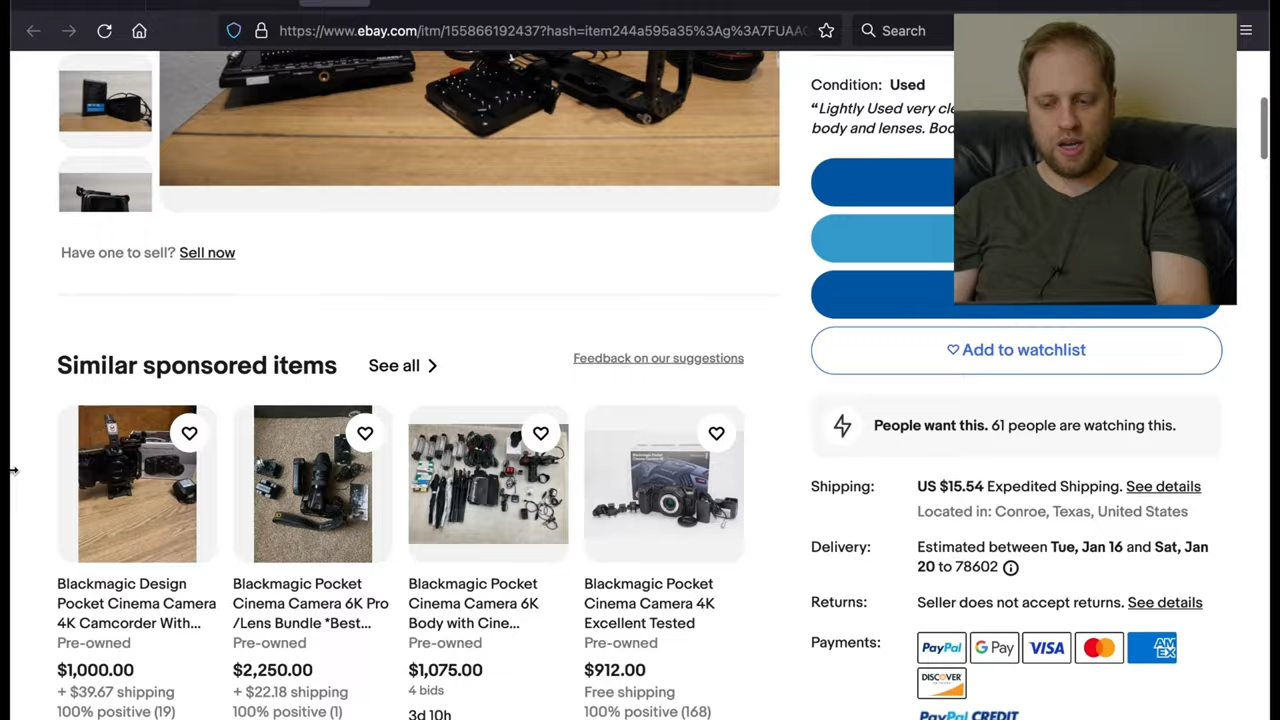 https://www.ebay.com/itm/155866192437?hash=item244a595a35%3Ag%3A7FUAA
Search
Condition: Used
“Lightly Used very cle
body and lenses. Bod
Have one to sell? Sell now
Add to watchlist
Similar sponsored items See all
Feedback on our suggestions
People want this. 61 people are watching this.
Shipping: US $15.54 Expedited Shipping. See details
Located in: Conroe, Texas, United States
Delivery: Estimated between Tue, Jan 16 and Sat, Jan
20 to 78602
Returns: Seller does not accept returns. See details
Payments: PayPal G Pay VISA AMEX
DISCOVER
PayPal CREDIT
Blackmagic Design
Pocket Cinema Camera
4K Camcorder With...
Pre-owned
$1,000.00
+ $39.67 shipping
100% positive (19)
Blackmagic Pocket
Cinema Camera 6K Pro
/Lens Bundle *Best...
Pre-owned
$2,250.00
+ $22.18 shipping
100% positive (1)
Blackmagic Pocket
Cinema Camera 6K
Body with Cine...
Pre-owned
$1,075.00
4 bids
3d 10h
Blackmagic Pocket
Cinema Camera 4K
Excellent Tested
Pre-owned
$912.00
Free shipping
100% positive (168)